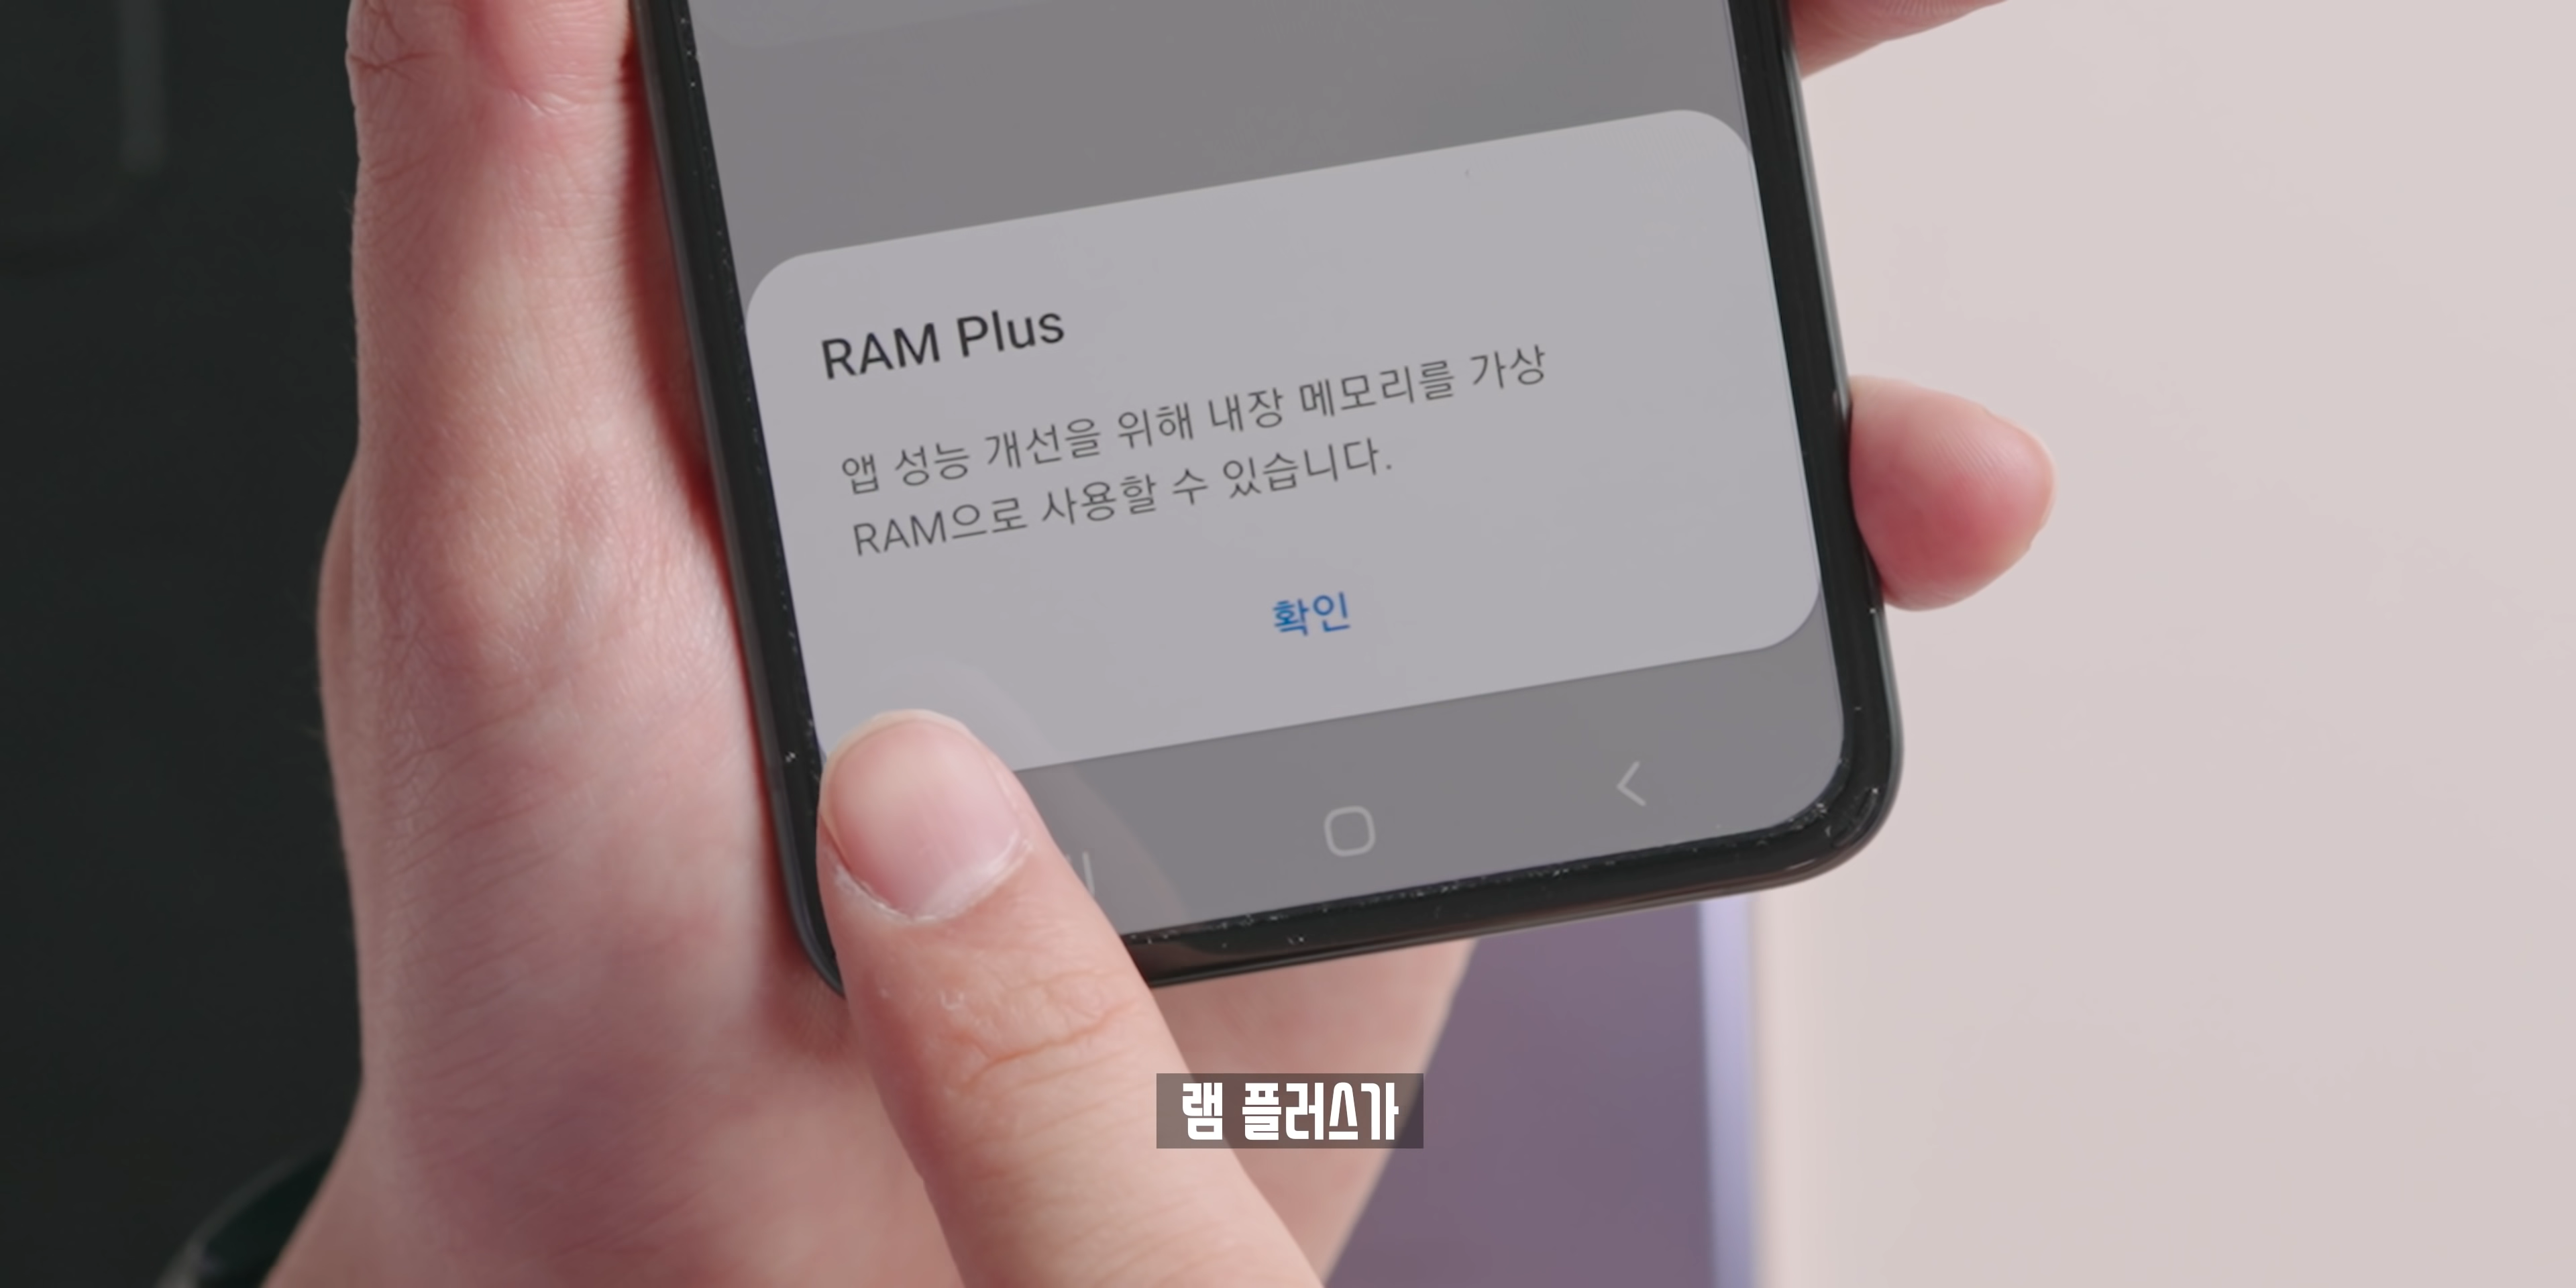 RAM Plus
앱 성능 개선을 위해 내장 메모리를 가상
RAM으로 사용할 수 있습니다.
확인
램 플러스가